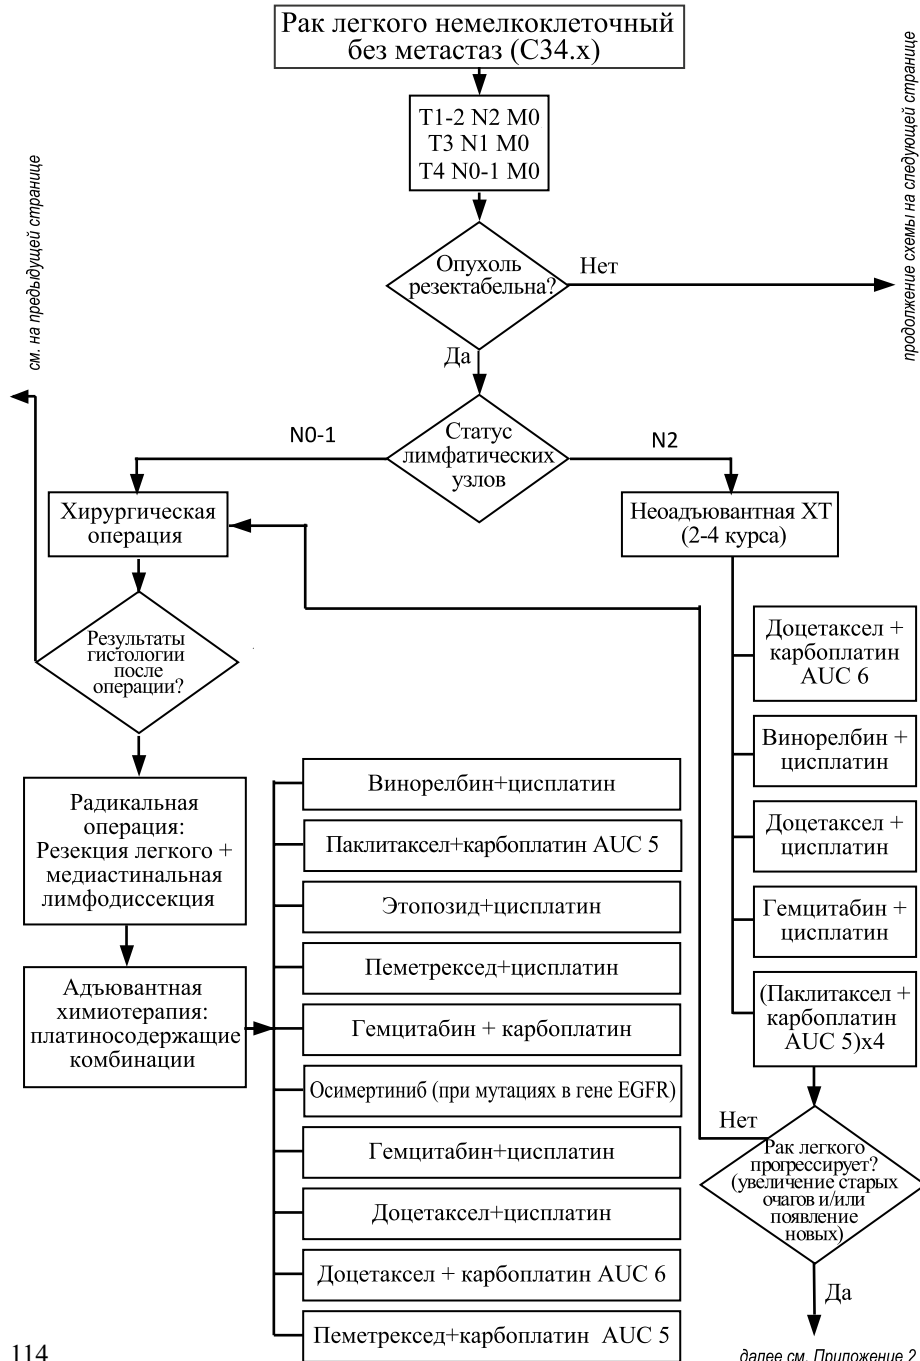 Рак легкого немелкоклеточный
без метастаз (C34.x)
T1-2 N2 M0
T3 N1 M0
T4 N0-1 M0
см. на предыдущей странице
продолжение схемы на следующей странице
Опухоль
резектабельна?
Нет
Да
Статус
лимфатических
узлов
N0-1
N2
Хирургическая
операция
Неоадъювантная ХТ
(2-4 курса)
Результаты
гистологии
после
операции?
Доцетаксел +
карбоплатин
AUC 6
Винорелбин +
цисплатин
Доцетаксел +
цисплатин
Гемцитабин +
цисплатин
(Паклитаксел +
карбоплатин
AUC 5)x4
Радикальная
операция:
Резекция легкого +
медиастинальная
лимфодиссекция
Адъювантная
химиотерапия:
платиносодержащие
комбинации
Винорелбин+цисплатин
Паклитаксел+карбоплатин AUC 5
Этопозид+цисплатин
Пеметрексед+цисплатин
Гемцитабин + карбоплатин
Осимертиниб (при мутациях в гене EGFR)
Гемцитабин+цисплатин
Доцетаксел+цисплатин
Доцетаксел + карбоплатин AUC 6
Пеметрексед+карбоплатин AUC 5
Нет
Рак легкого
прогрессирует?
(увеличение старых
очагов и/или
появление
новых)
Да
114
далее см. Приложение 2